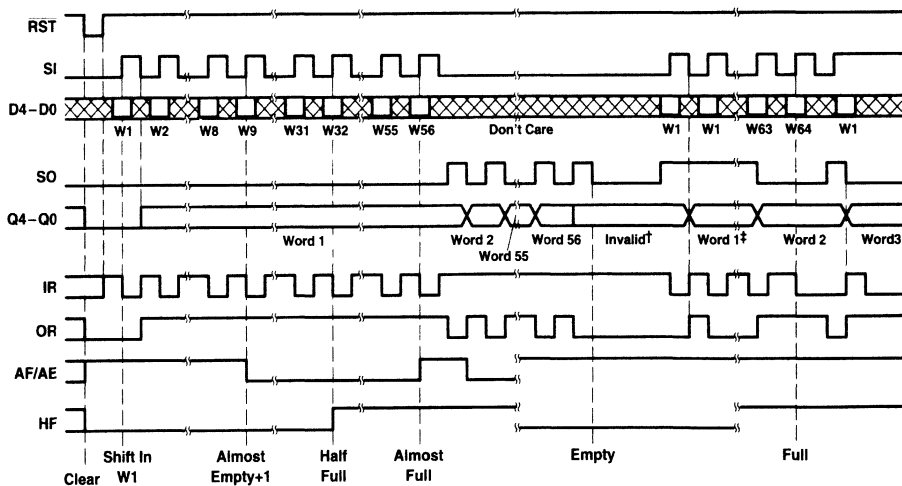 RST
SI
D4–D0
W1 W2 W8 W9 W31 W32 W55 W56 Don't Care W1 W1 W63 W64 W1
SO
Q4–Q0
Word 1 Word 2 Word 55 Word 56 Invalid† Word 1‡ Word 2 Word3
IR
OR
AF/AE
HF
Clear
Shift In
W1
Almost
Empty+1
Half
Full
Almost
Full
Empty
Full